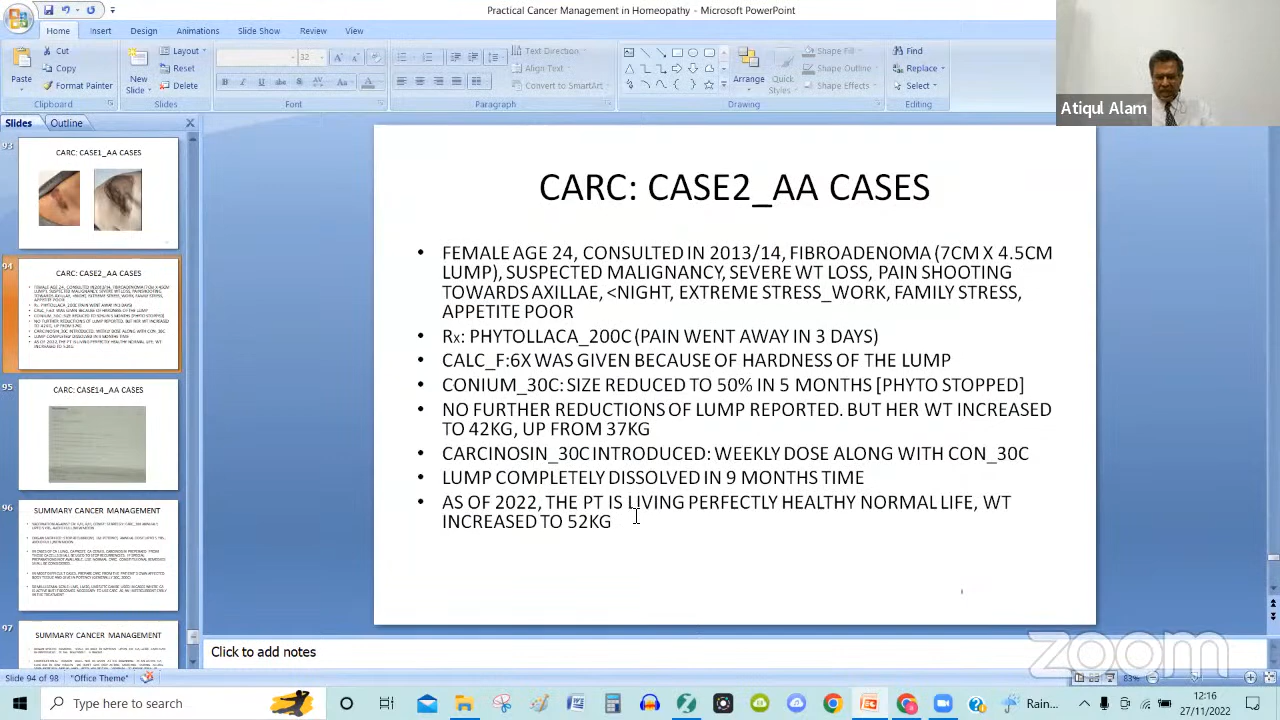 Practical Cancer Management in Homeopathy - Microsoft PowerPoint
Home
Insert
Design
Animations
Slide Show
Review
View
Paste
Cut
Copy
Format Painter
Clipboard
New
Slide
Layout
Reset
Delete
Slides
32
Font
Text Direction
Align Text
Convert to SmartArt
Paragraph
Arrange
Quick
Styles
Shape Fill
Shape Outline
Shape Effects
Drawing
Find
Replace
Select
Editing
Atiqul Alam
Slides
Outline
93
CARC: CASE1_AA CASES
94
CARC: CASE2_AA CASES
95
CARC: CASE14_AA CASES
96
SUMMARY CANCER MANAGEMENT
97
SUMMARY CANCER MANAGEMENT
CARC: CASE2_AA CASES
• FEMALE AGE 24, CONSULTED IN 2013/14, FIBROADENOMA (7CM X 4.5CM
LUMP), SUSPECTED MALIGNANCY, SEVERE WT LOSS, PAIN SHOOTING
TOWARDS AXILLAE, <NIGHT, EXTREME STRESS_WORK, FAMILY STRESS,
APPETITE POOR
• Rx: PHYTOLLACA_200C (PAIN WENT AWAY IN 3 DAYS)
• CALC_F:6X WAS GIVEN BECAUSE OF HARDNESS OF THE LUMP
• CONIUM_30C: SIZE REDUCED TO 50% IN 5 MONTHS [PHYTO STOPPED]
• NO FURTHER REDUCTIONS OF LUMP REPORTED. BUT HER WT INCREASED
TO 42KG, UP FROM 37KG
• CARCINOSIN_30C INTRODUCED: WEEKLY DOSE ALONG WITH CON_30C
• LUMP COMPLETELY DISSOLVED IN 9 MONTHS TIME
• AS OF 2022, THE PT IS LIVING PERFECTLY HEALTHY NORMAL LIFE, WT
INCREASED TO 52KG
Click to add notes
zoom
Slide 94 of 98
"Office Theme"
83%
Type here to search
Rain...
12:16
27/11/2022